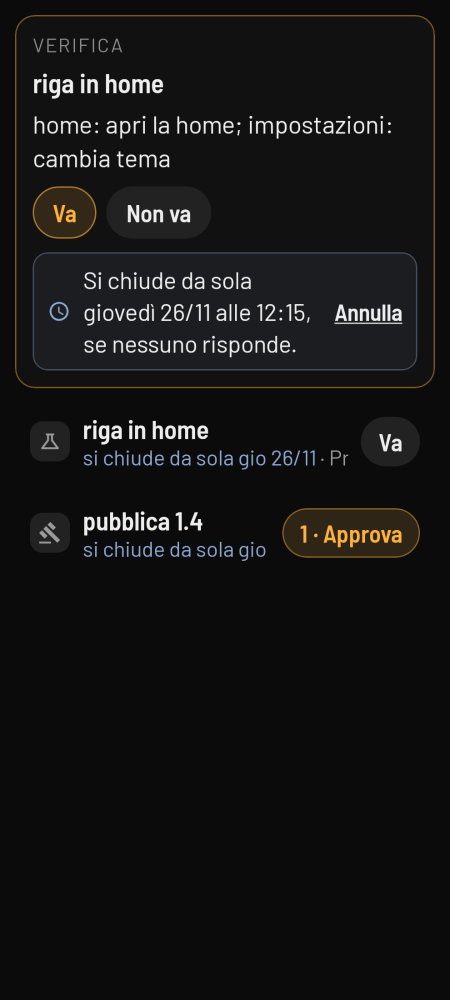 VERIFICA
riga in home
home: apri la home; impostazioni:
cambia tema
Va
Non va
Si chiude da sola
giovedì 26/11 alle 12:15,
se nessuno risponde.
Annulla
riga in home
si chiude da sola gio 26/11 · Pr
Va
pubblica 1.4
si chiude da sola gio
1 · Approva